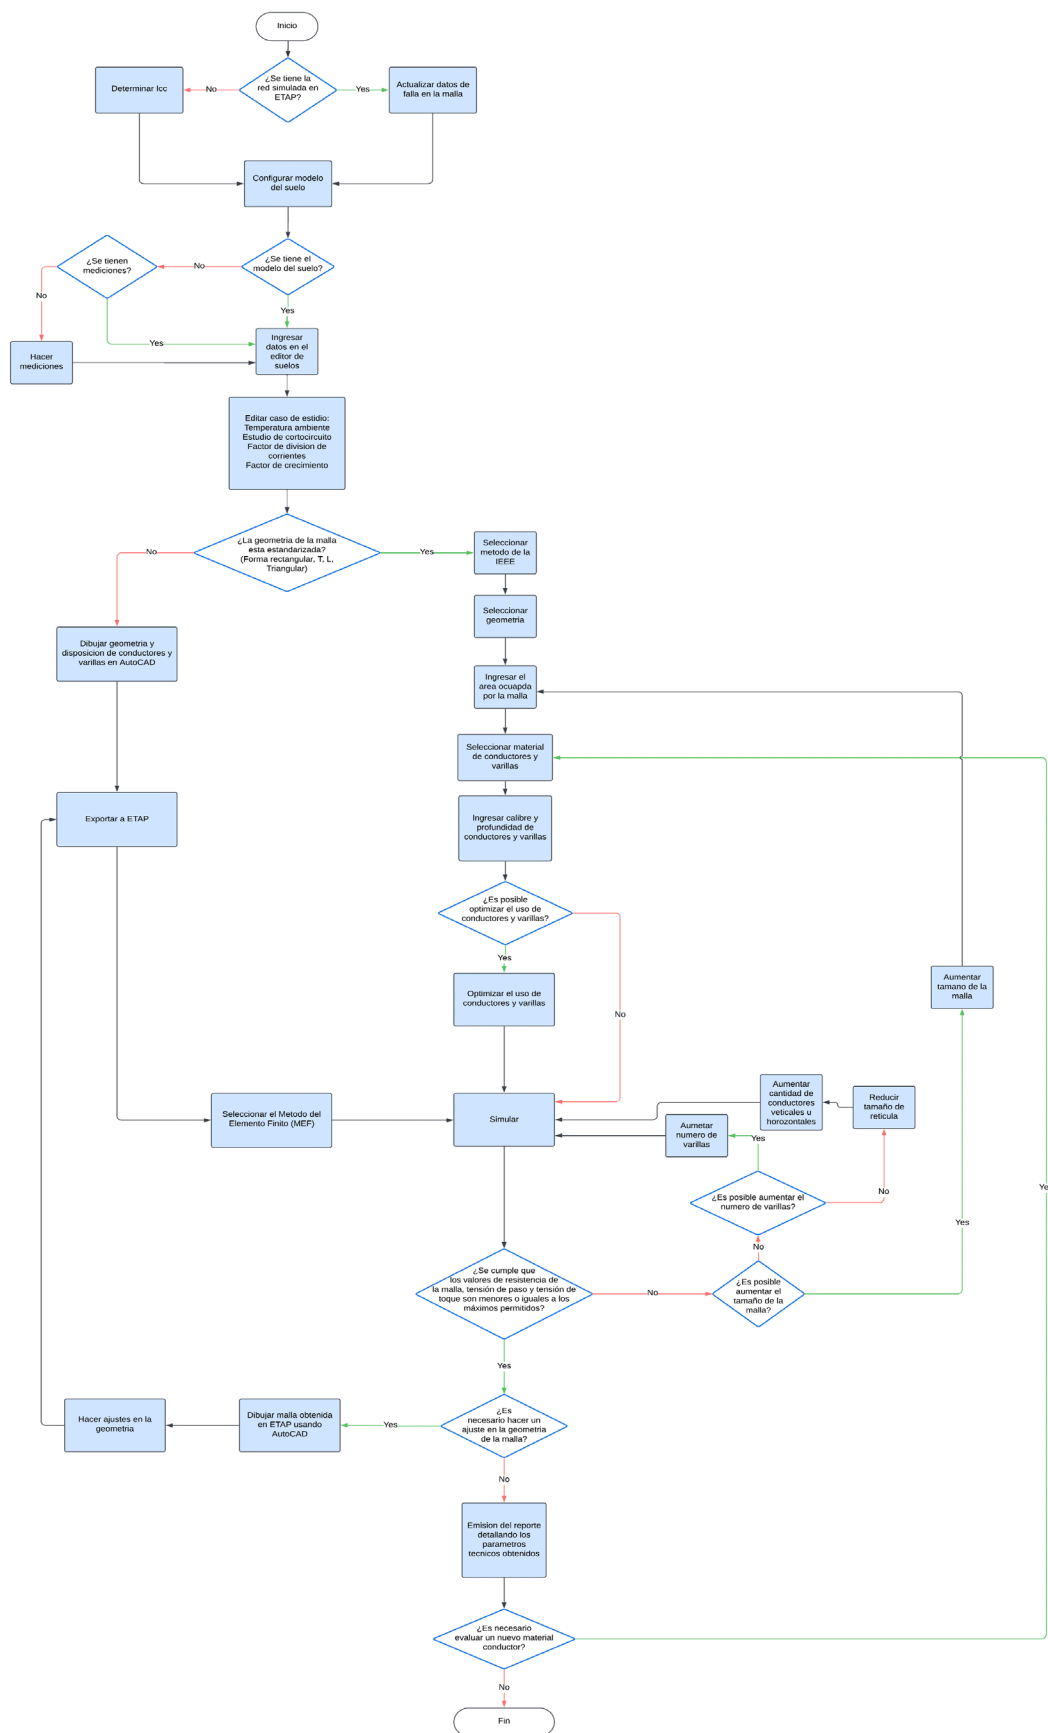 Inicio
¿Se tiene la
red simulada en
ETAP?
No
Yes
Determinar Icc
Actualizar datos de
falla en la malla
Configurar modelo
del suelo
¿Se tiene el
modelo del suelo?
No
¿Se tienen
mediciones?
No
Yes
Yes
Hacer
mediciones
Ingresar
datos en el
editor de
suelos
Editar caso de estidio:
Temperatura ambiente
Estudio de cortocircuito
Factor de division de
corrientes
Factor de crecimiento
¿La geometria de la malla
esta estandarizada?
(Forma rectangular, T, L,
Triangular)
No
Yes
Seleccionar
metodo de la
IEEE
Seleccionar
geometria
Dibujar geometria y
disposicion de conductores y
varillas en AutoCAD
Ingresar el
area ocuapda
por la malla
Seleccionar material
de conductores y
varillas
Exportar a ETAP
Ingresar calibre y
profundidad de
conductores y varillas
¿Es posible
optimizar el uso de
conductores y varillas?
Yes
No
Optimizar el uso de
conductores y varillas
Aumentar
tamano de la
malla
Seleccionar el Metodo del
Elemento Finito (MEF)
Simular
Aumentar
cantidad de
conductores
veticales u
horozontales
Reducir
tamaño de
reticula
Aumetar
numero de
varillas
Yes
¿Es posible aumentar el
numero de varillas?
No
Ye
Yes
No
¿Se cumple que
los valores de resistencia de
la malla, tensión de paso y tensión de
toque son menores o iguales a los
máximos permitidos?
No
¿Es posible
aumentar el
tamaño de la
malla?
Yes
¿Es
necesario hacer un
ajuste en la geometria
de la malla?
Yes
Dibujar malla obtenida
en ETAP usando
AutoCAD
Hacer ajustes en la
geometria
No
Emision del reporte
detallando los
parametros
tecnicos obtenidos
¿Es necesario
evaluar un nuevo material
conductor?
No
Fin